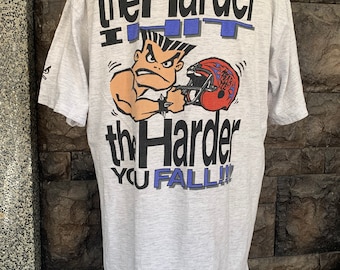 the Harder
I HIT
the Harder
YOU FALL!!!